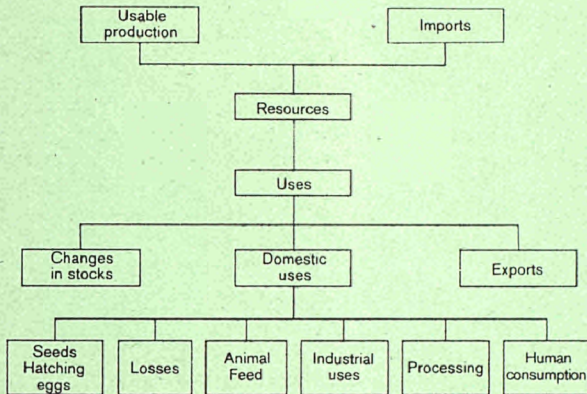 Usable
production
Imports
Resources
Uses
Changes
in stocks
Domestic
uses
Exports
Seeds
Hatching
eggs
Losses
Animal
Feed
Industrial
uses
Processing
Human
consumption